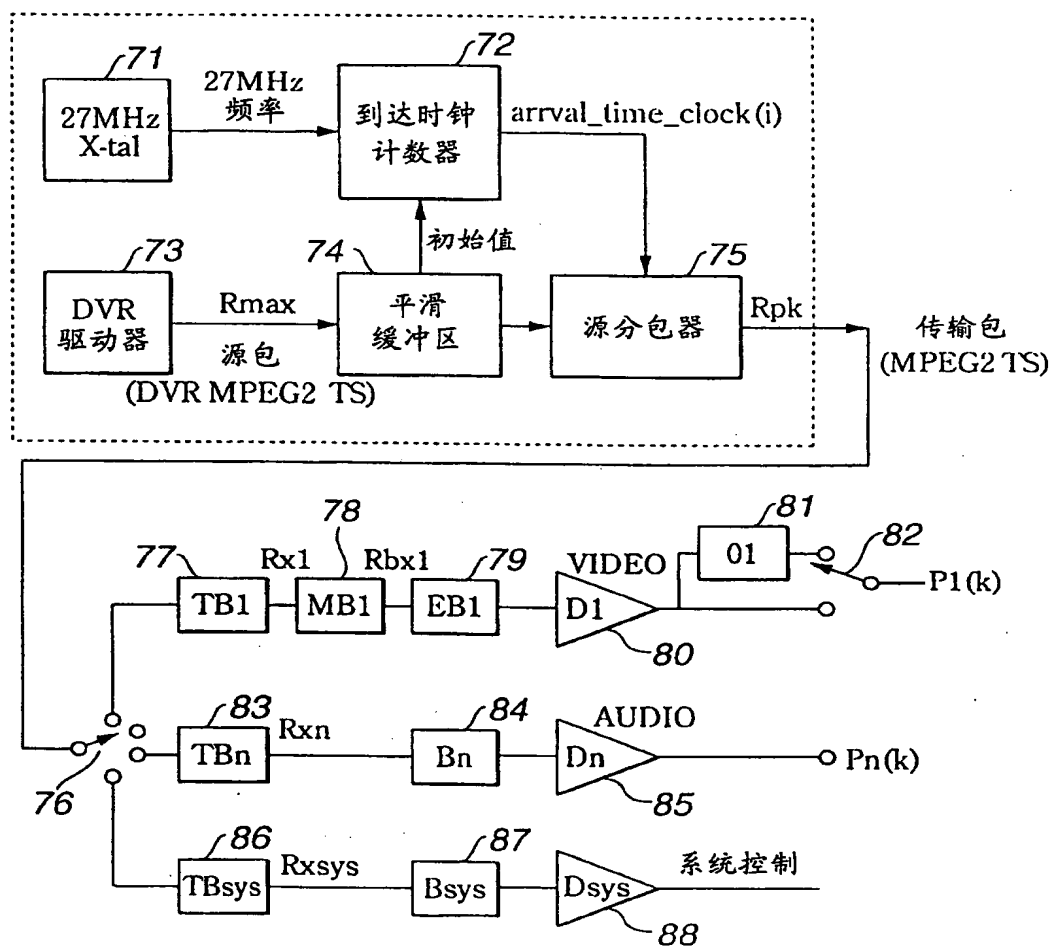 71
27MHz
X-tal
27MHz
频率
72
到达时钟
计数器
arrval_time_clock(i)
73
DVR
驱动器
Rmax
源包
(DVR MPEG2 TS)
74
初始值
平滑
缓冲区
75
源分包器
Rpk
传输包
(MPEG2 TS)
76
77
TB1
Rx1
78
MB1
Rbx1
79
EB1
VIDEO
D1
80
81
01
82
P1(k)
83
TBn
Rxn
84
Bn
AUDIO
Dn
85
Pn(k)
86
TBsys
Rxsys
87
Bsys
Dsys
88
系统控制